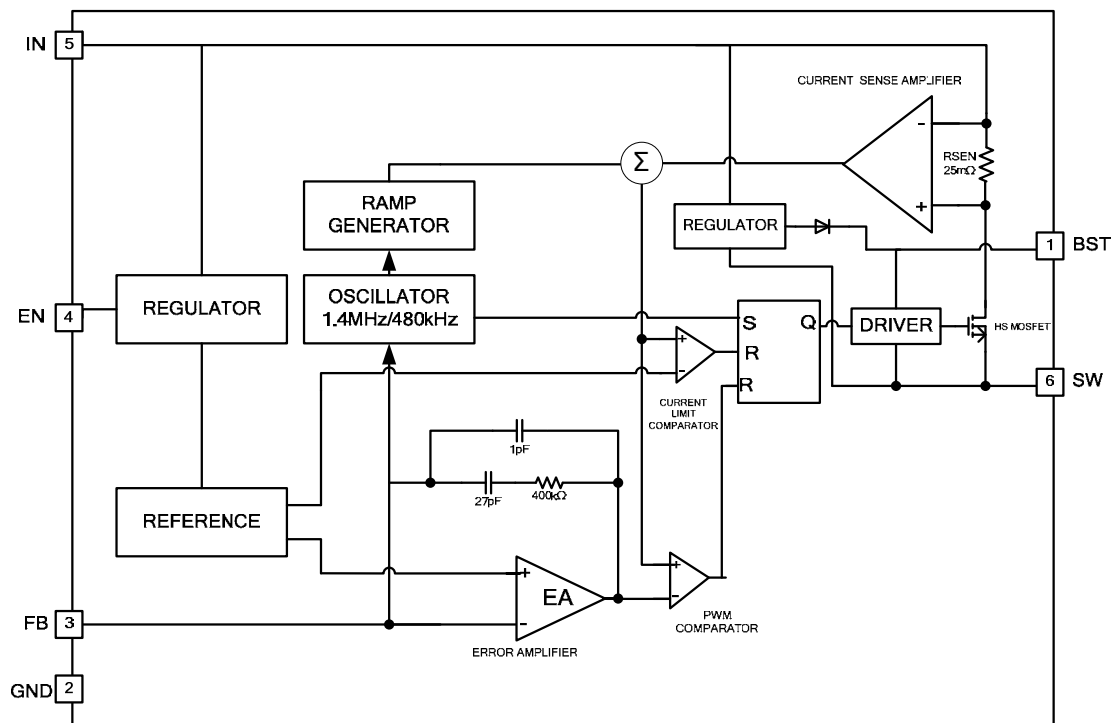 IN 5
CURRENT SENSE AMPLIFIER
-
RSEN
25mΩ
+
Σ
RAMP
GENERATOR
REGULATOR
1 BST
EN 4
REGULATOR
OSCILLATOR
1.4MHz/480kHz
S Q
R
R
DRIVER
HS MOSFET
+
-
CURRENT
LIMIT
COMPARATOR
6 SW
1pF
27pF
400kΩ
REFERENCE
+
-
EA
ERROR AMPLIFIER
+
-
PWM
COMPARATOR
FB 3
GND 2